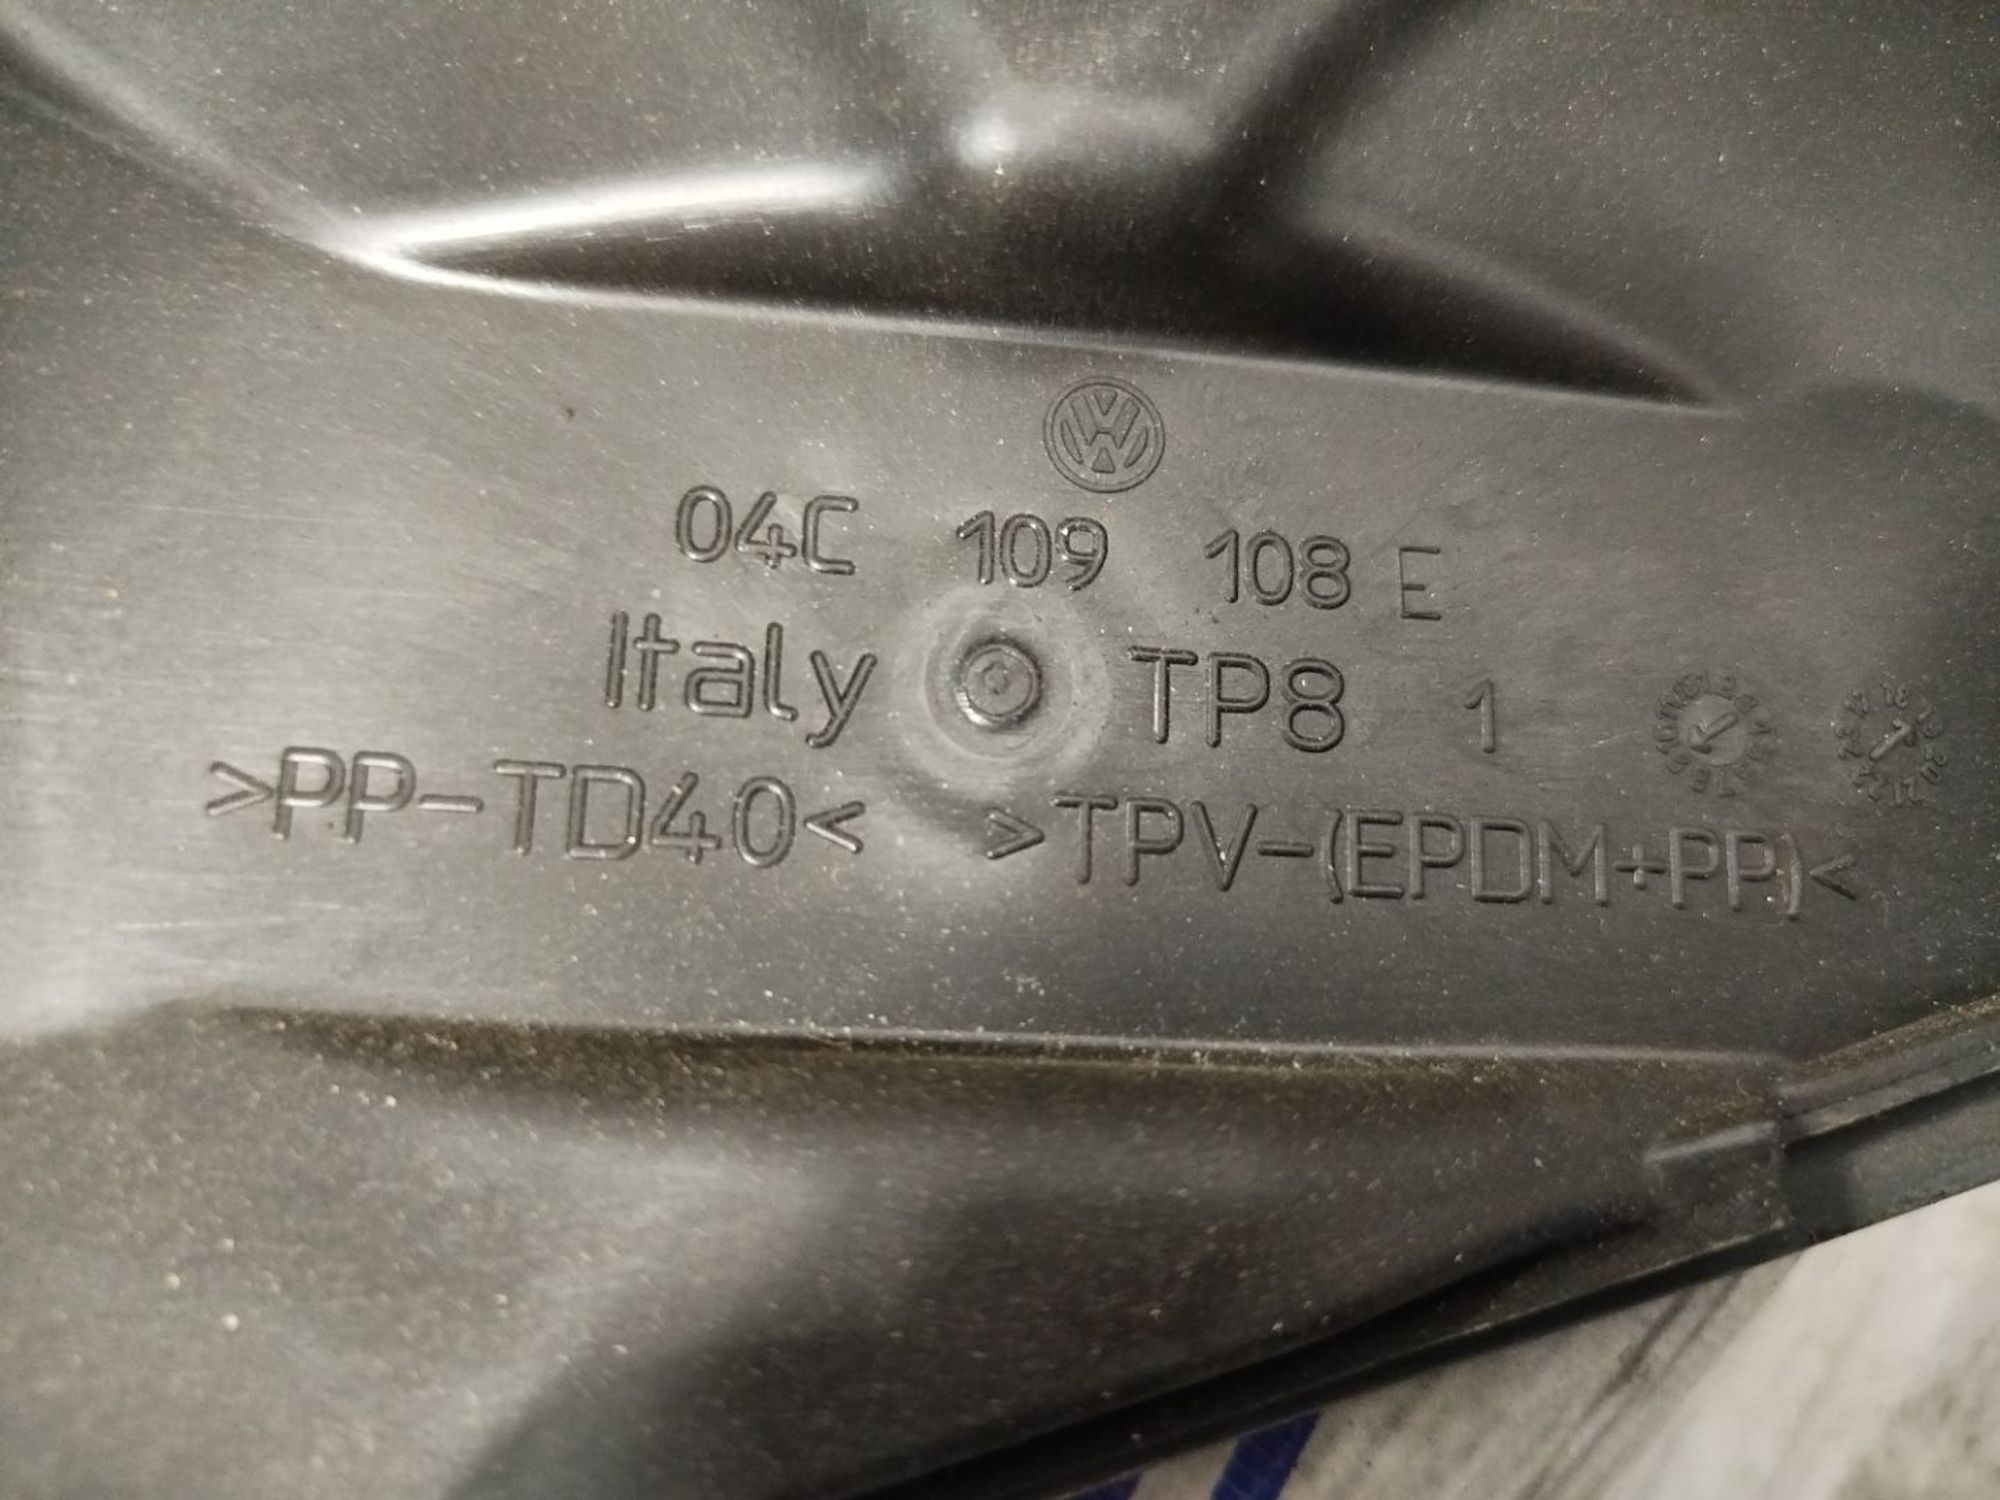 04C 109 108 E
Italy TP8 1
>PP-TD40< >TPV-(EPDM+PP)<